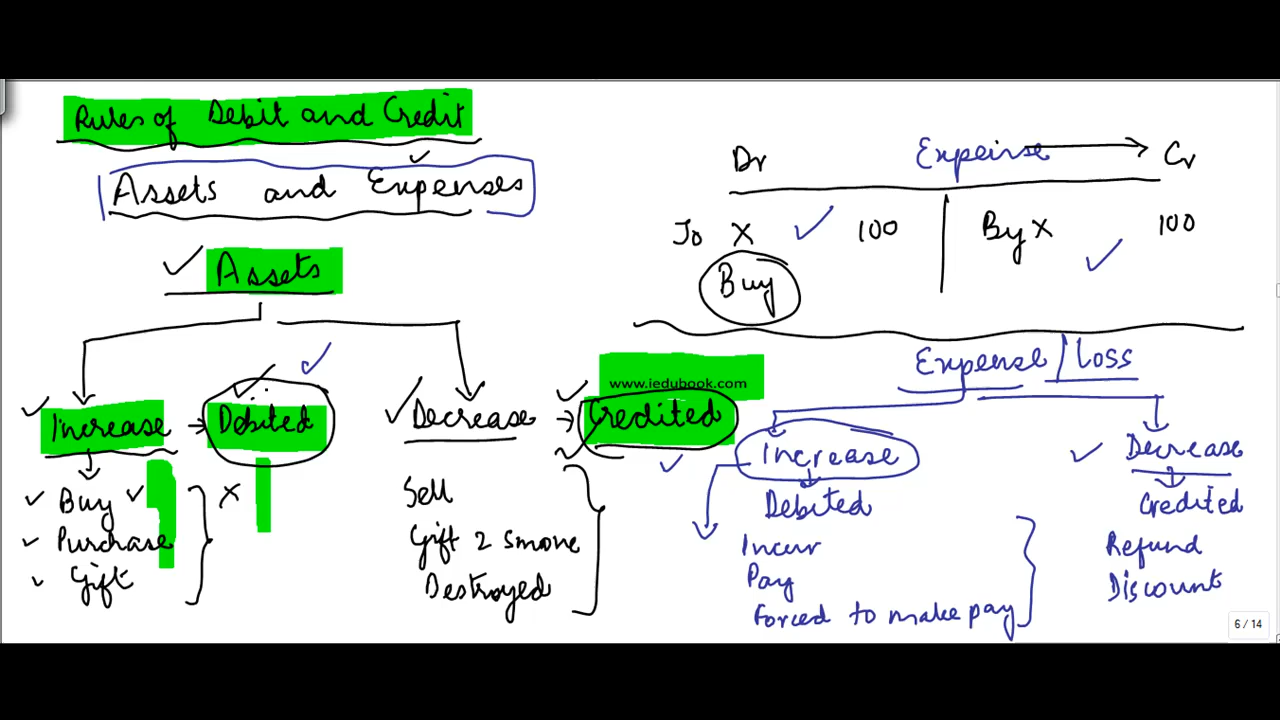 Rules of Debit and Credit
Assets and Expenses
Assets
Increase → Debited
Buy
Purchase
Gift
X
Decrease → Credited
www.iedubook.com
Sell
Gift 2 smone
Destroyed
Dr Expense Cr
To X 100 By X 100
Buy
Expense / Loss
Increase
Debited
Incur
Pay
Forced to make pay
Decrease
Credited
Refund
Discount
6 / 14